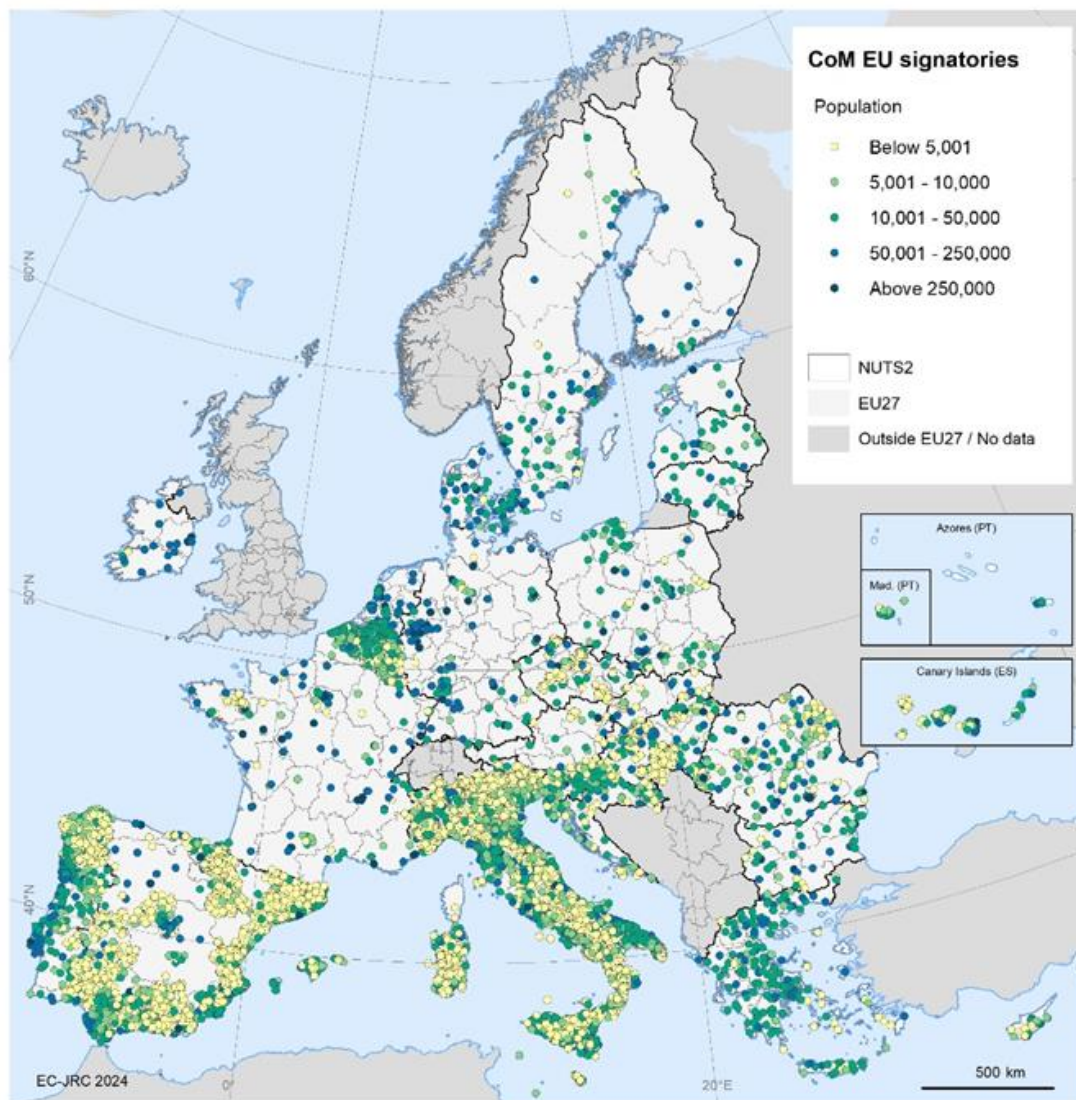 CoM EU signatories
Population
Below 5,001
5,001 - 10,000
10,001 - 50,000
50,001 - 250,000
Above 250,000
NUTS2
EU27
Outside EU27 / No data
60°N
50°N
40°N
Azores (PT)
Mad. (PT)
Canary Islands (ES)
EC-JRC 2024
0°
20°E
500 km